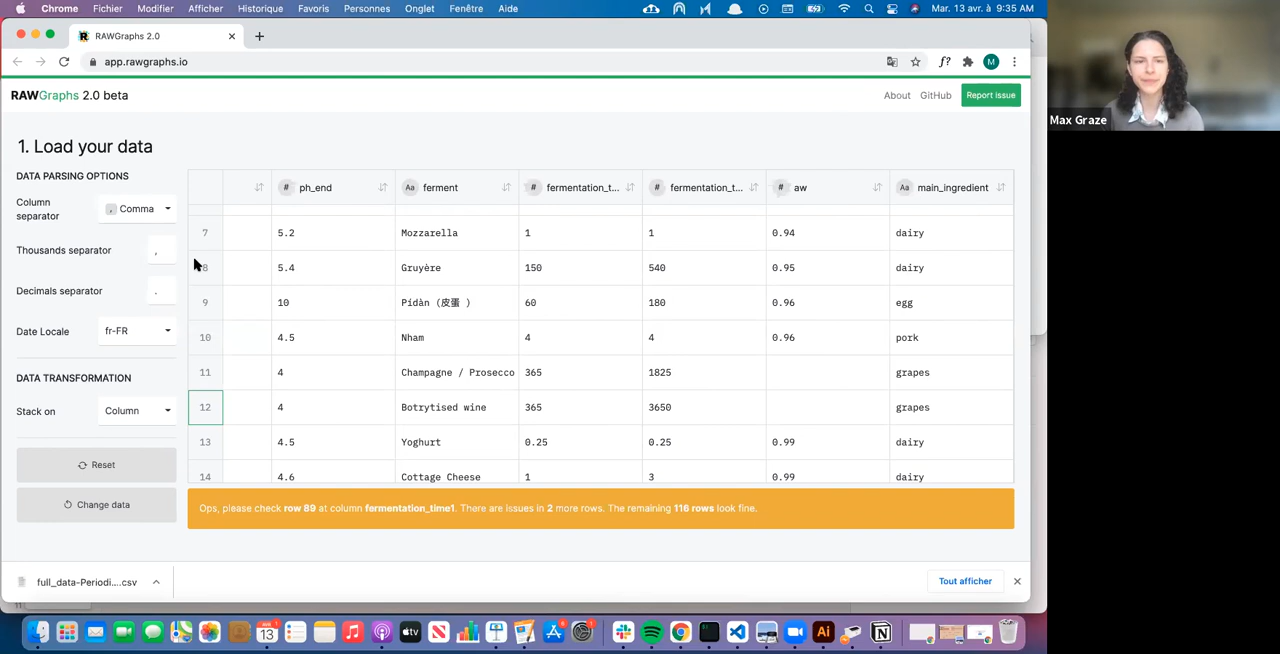 Chrome Fichier Modifier Afficher Historique Favoris Personnes Onglet Fenêtre Aide Mar. 13 avr. à 9:35 AM
RAWGraphs 2.0
app.rawgraphs.io
f? M
RAWGraphs 2.0 beta About GitHub Report issue
Max Graze
1. Load your data
DATA PARSING OPTIONS
Column separator , Comma
Thousands separator ,
Decimals separator .
Date Locale fr-FR
DATA TRANSFORMATION
Stack on Column
Reset
Change data
# ph_end Aa ferment # fermentation_t... # fermentation_t... # aw Aa main_ingredient
7 5.2 Mozzarella 1 1 0.94 dairy
8 5.4 Gruyère 150 540 0.95 dairy
9 10 Pídàn (皮蛋 ) 60 180 0.96 egg
10 4.5 Nham 4 4 0.96 pork
11 4 Champagne / Prosecco 365 1825 grapes
12 4 Botrytised wine 365 3650 grapes
13 4.5 Yoghurt 0.25 0.25 0.99 dairy
14 4.6 Cottage Cheese 1 3 0.99 dairy
Ops, please check row 89 at column fermentation_time1. There are issues in 2 more rows. The remaining 116 rows look fine.
full_data-Periodi....csv Tout afficher
13 tv Ai